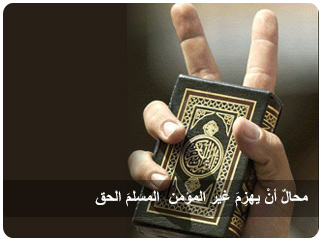 محالٌ أنْ يهزمَ غير المؤمن المسلمَ الحق